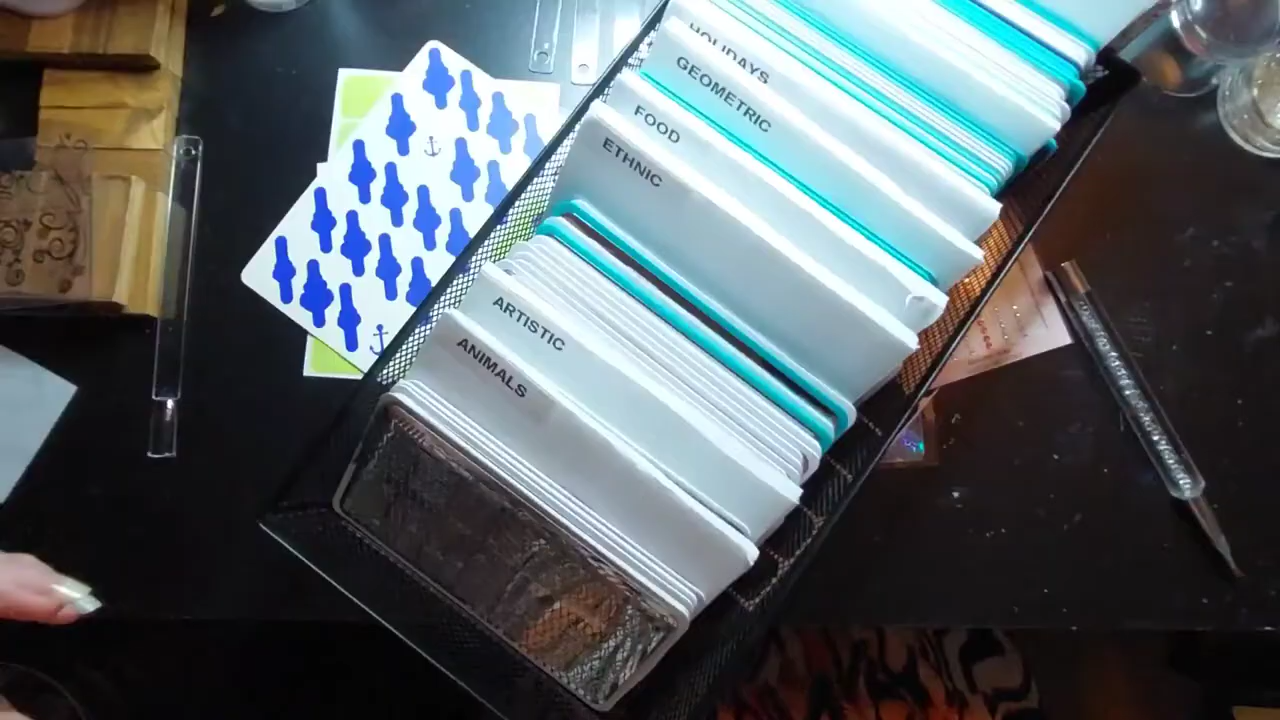 HOLIDAYS
GEOMETRIC
FOOD
ETHNIC
ARTISTIC
ANIMALS